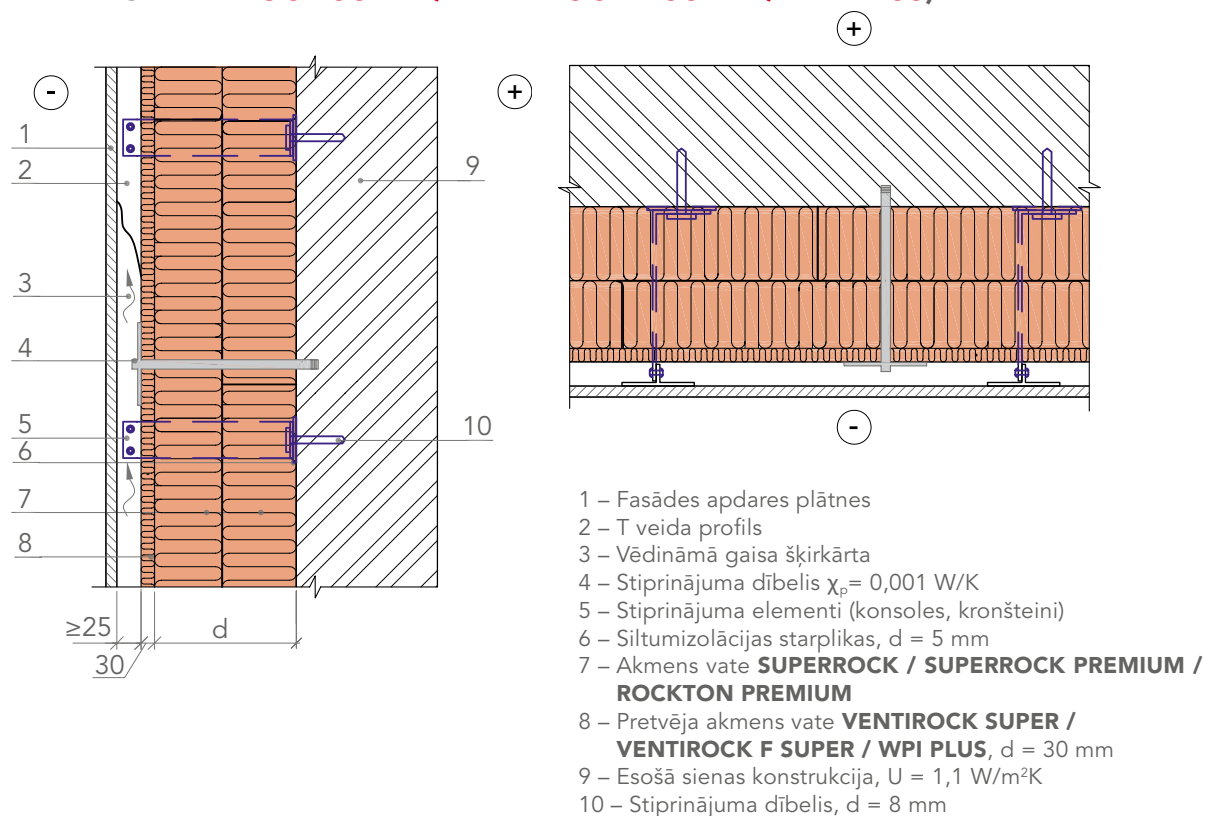 +
-
+
1
2
3
4
5
6
7
8
9
10
≥25
30
d
-
1 – Fasādes apdares plātnes
2 – T veida profils
3 – Vēdināmā gaisa šķirkārta
4 – Stiprinājuma dībelis χp= 0,001 W/K
5 – Stiprinājuma elementi (konsoles, kronšteini)
6 – Siltumizolācijas starplikas, d = 5 mm
7 – Akmens vate SUPERROCK / SUPERROCK PREMIUM /
ROCKTON PREMIUM
8 – Pretvēja akmens vate VENTIROCK SUPER /
VENTIROCK F SUPER / WPI PLUS, d = 30 mm
9 – Esošā sienas konstrukcija, U = 1,1 W/m²K
10 – Stiprinājuma dībelis, d = 8 mm